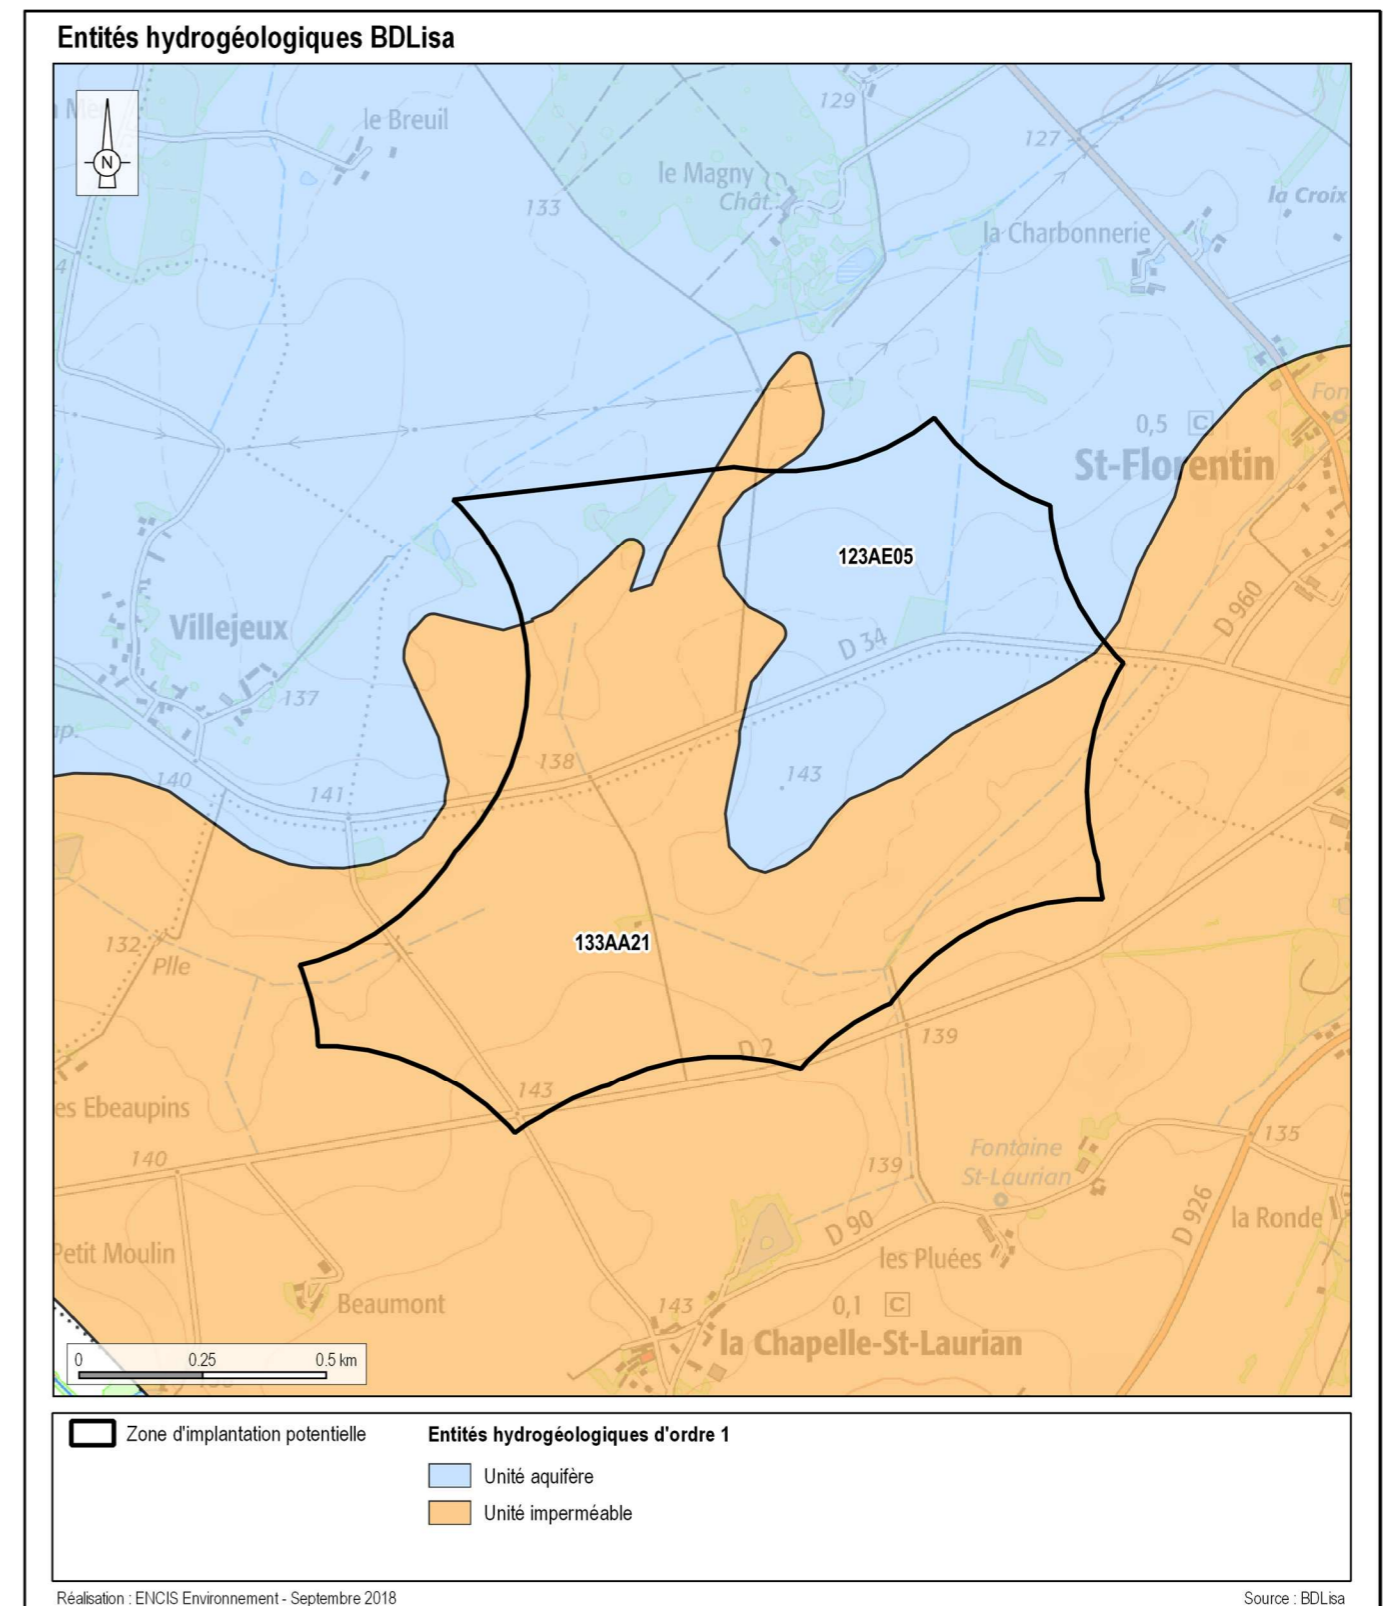 Entités hydrogéologiques BDLisa
N
le Breuil
129
127
le Magny
Chât.
133
la Croix
la Charbonnerie
4
Fon
0,5 C
St-Florentin
123AE05
D 960
Villejeux
D 34
137
138
143
140
141
132
Plle
133AA21
139
D 2
143
es Ebeaupins
135
140
139
Fontaine
St-Laurian
D 926
la Ronde
D 90
Petit Moulin
les Pluées
Beaumont
143
0,1 C
la Chapelle-St-Laurian
0 0.25 0.5 km
Zone d'implantation potentielle
Entités hydrogéologiques d'ordre 1
Unité aquifère
Unité imperméable
Réalisation : ENCIS Environnement - Septembre 2018
Source : BDLisa